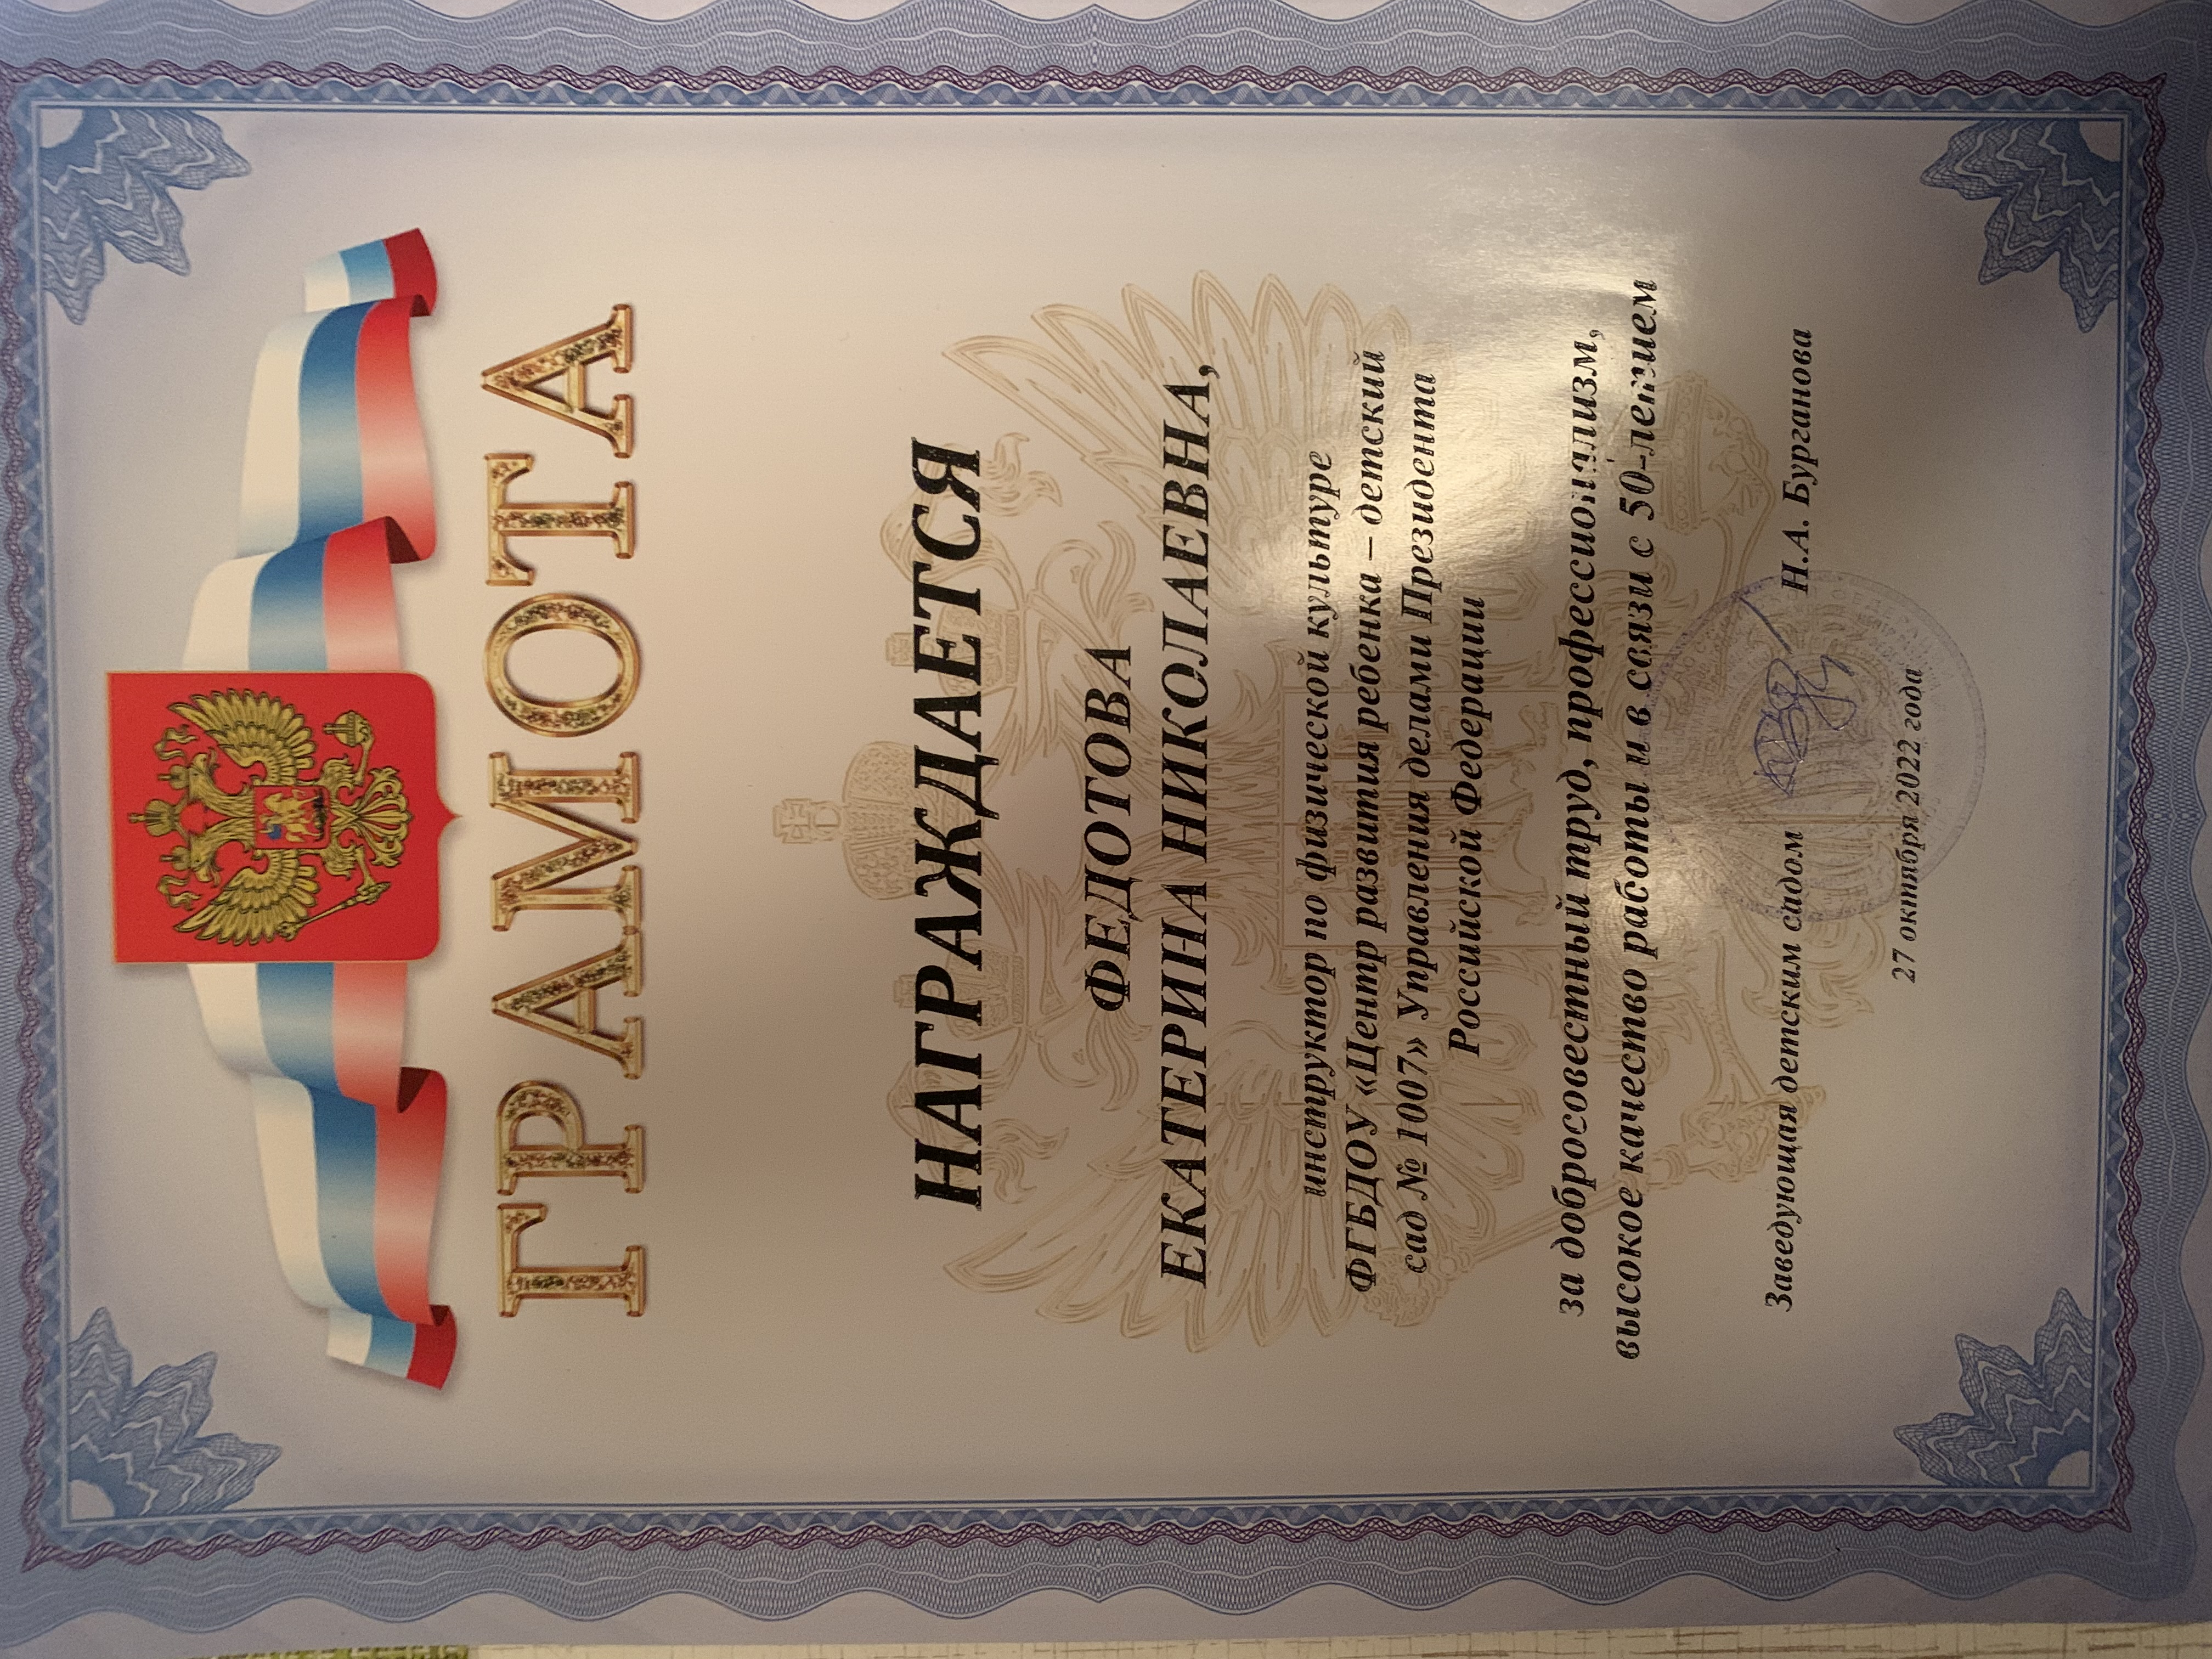 ГРАМОТА
НАГРАЖДАЕТСЯ
ФЕДОТОВА
ЕКАТЕРИНА НИКОЛАЕВНА,
инструктор по физической культуре
ФГБДОУ «Центр развития ребенка – детский
сад № 1007» Управления делами Президента
Российской Федерации
за добросовестный труд, профессионализм,
высокое качество работы и в связи с 50-летием
Заведующая детским садом Н.А. Бурганова
27 октября 2022 года